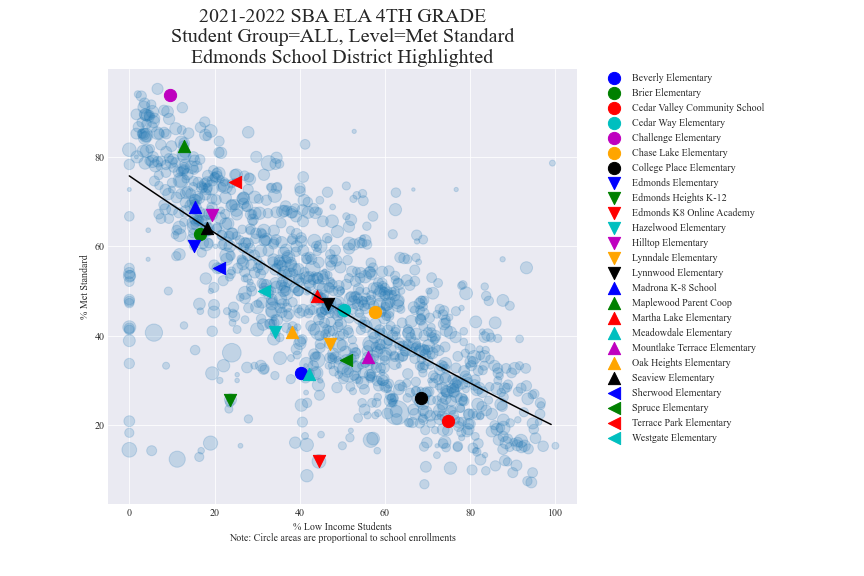 2021-2022 SBA ELA 4TH GRADE
Student Group=ALL, Level=Met Standard
Edmonds School District Highlighted
% Met Standard
80
60
40
20
0
20
40
60
80
100
% Low Income Students
Note: Circle areas are proportional to school enrollments
Beverly Elementary
Brier Elementary
Cedar Valley Community School
Cedar Way Elementary
Challenge Elementary
Chase Lake Elementary
College Place Elementary
Edmonds Elementary
Edmonds Heights K-12
Edmonds K8 Online Academy
Hazelwood Elementary
Hilltop Elementary
Lynndale Elementary
Lynnwood Elementary
Madrona K-8 School
Maplewood Parent Coop
Martha Lake Elementary
Meadowdale Elementary
Mountlake Terrace Elementary
Oak Heights Elementary
Seaview Elementary
Sherwood Elementary
Spruce Elementary
Terrace Park Elementary
Westgate Elementary